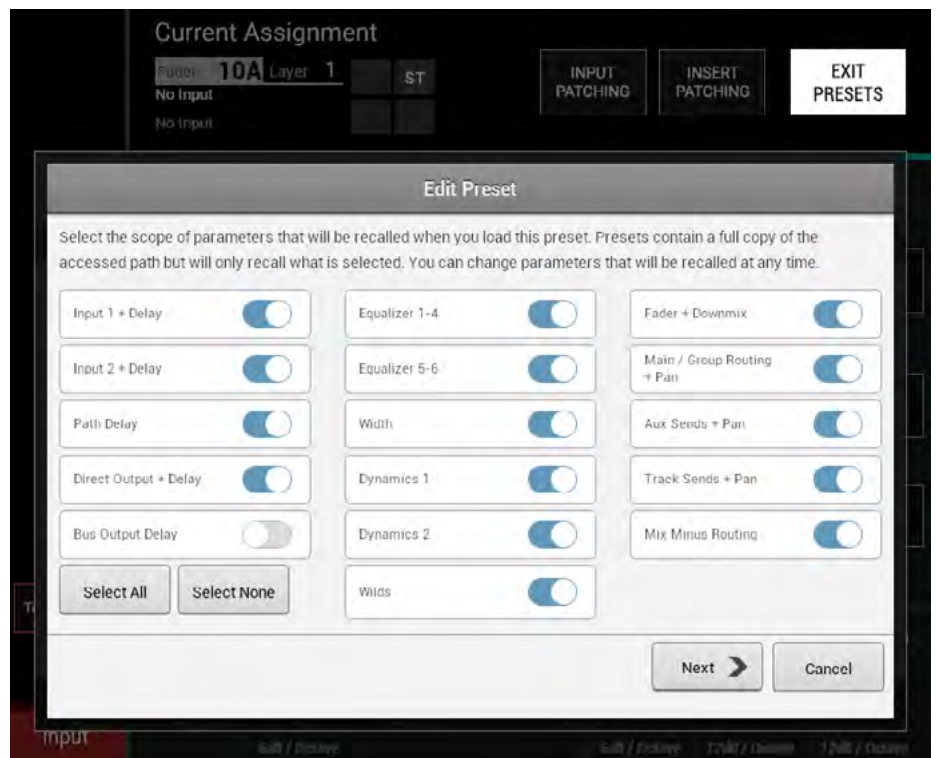 Current Assignment
Fader 10A Layer 1
ST
No Input
No Input
INPUT
PATCHING
INSERT
PATCHING
EXIT
PRESETS
Edit Preset
Select the scope of parameters that will be recalled when you load this preset. Presets contain a full copy of the
accessed path but will only recall what is selected. You can change parameters that will be recalled at any time.
Input 1 + Delay
Equalizer 1-4
Fader + Downmix
Input 2 + Delay
Equalizer 5-6
Main / Group Routing
+ Pan
Path Delay
Width
Aux Sends + Pan
Direct Output + Delay
Dynamics 1
Track Sends + Pan
Bus Output Delay
Dynamics 2
Mix Minus Routing
Select All
Select None
Wilds
Next
Cancel
Input